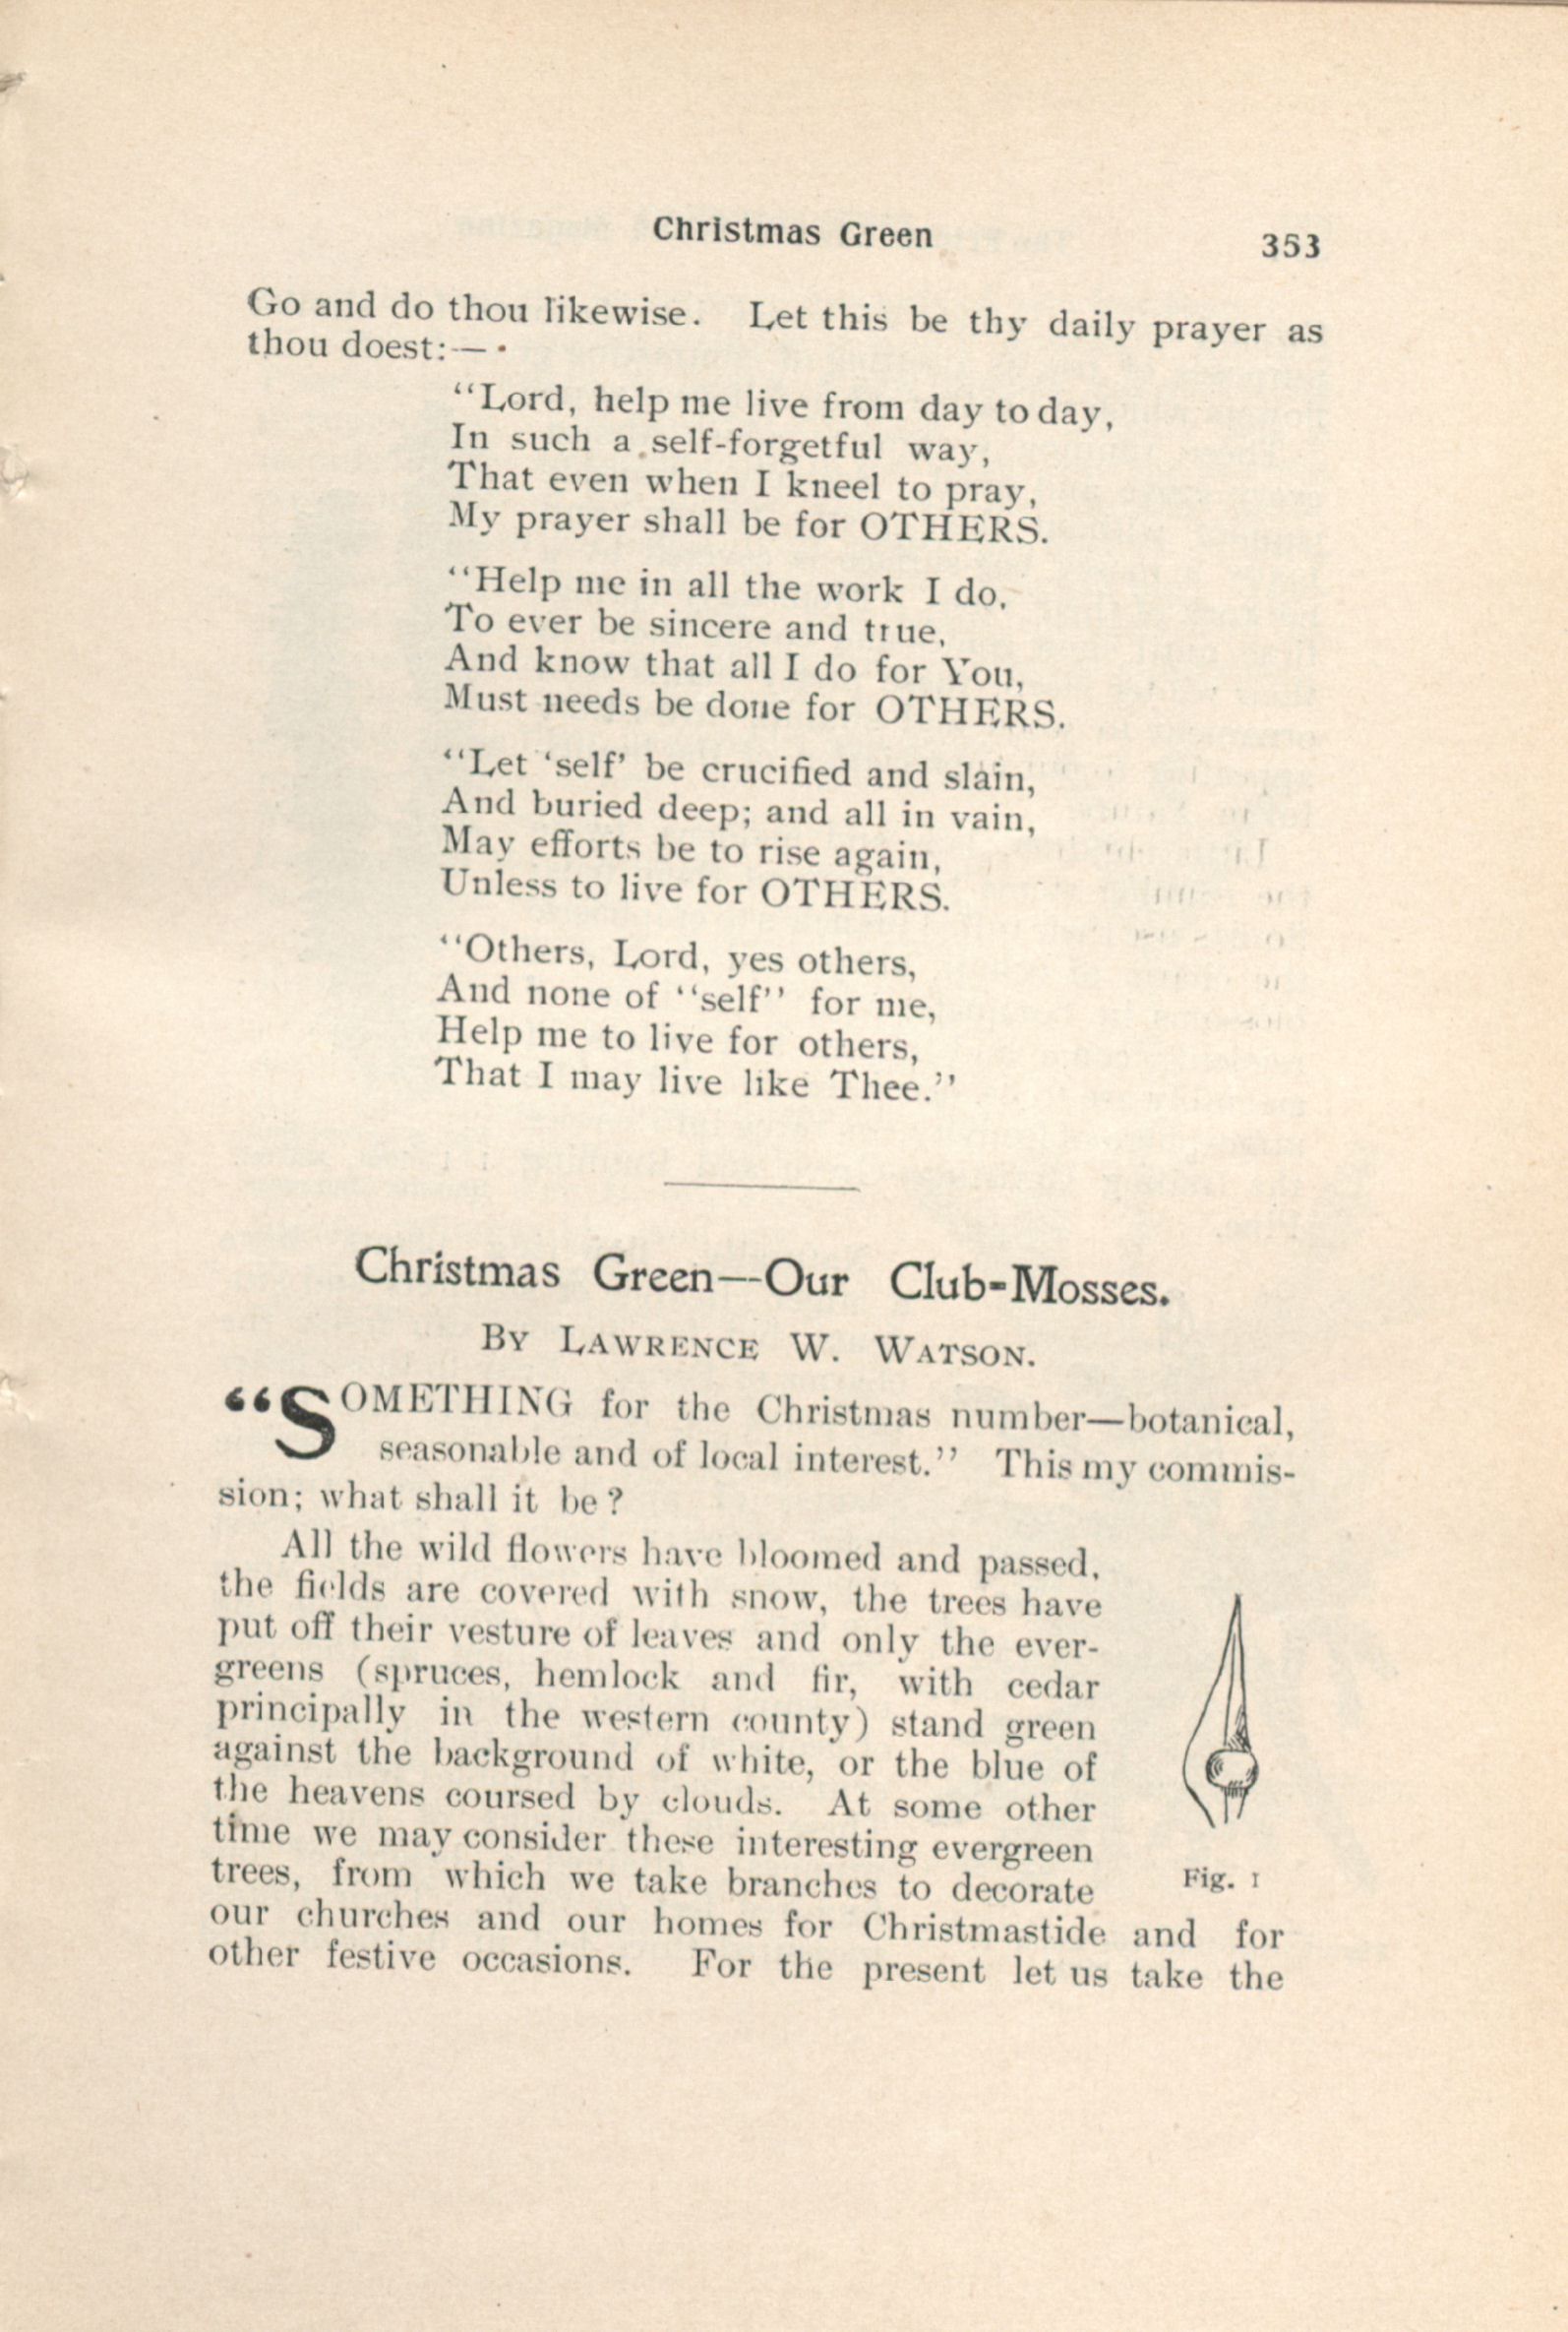 Christmas Green 353
Go and do thou likewise. Let this be thy daily prayer as
thou doest:—
"Lord, help me live from day to day,
In such a self-forgetful way,
That even when I kneel to pray,
My prayer shall be for OTHERS.
"Help me in all the work I do,
To ever be sincere and true,
And know that all I do for You,
Must needs be done for OTHERS.
"Let 'self' be crucified and slain,
And buried deep; and all in vain,
May efforts be to rise again,
Unless to live for OTHERS.
"Others, Lord, yes others,
And none of "self" for me,
Help me to live for others,
That I may live like Thee."
Christmas Green—Our Club-Mosses.
By Lawrence W. Watson.
"SOMETHING for the Christmas number—botanical,
seasonable and of local interest." This my commis-
sion; what shall it be?
All the wild flowers have bloomed and passed,
the fields are covered with snow, the trees have
put off their vesture of leaves and only the ever-
greens (spruces, hemlock and fir, with cedar
principally in the western county) stand green
against the background of white, or the blue of
the heavens coursed by clouds. At some other
time we may consider these interesting evergreen
trees, from which we take branches to decorate
Fig. 1
our churches and our homes for Christmastide and for
other festive occasions. For the present let us take the